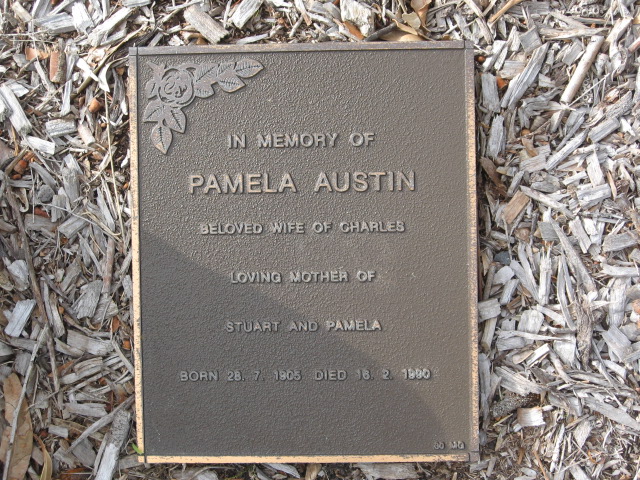 IN MEMORY OF
PAMELA AUSTIN
BELOVED WIFE OF CHARLES
LOVING MOTHER OF
STUART AND PAMELA
BORN 28. 7. 1905. DIED 16. 2. 1990